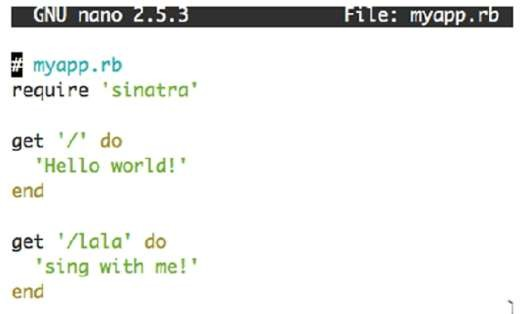 GNU nano 2.5.3 File: myapp.rb
# myapp.rb
require 'sinatra'
get '/' do
'Hello world!'
end
get '/lala' do
'sing with me!'
end